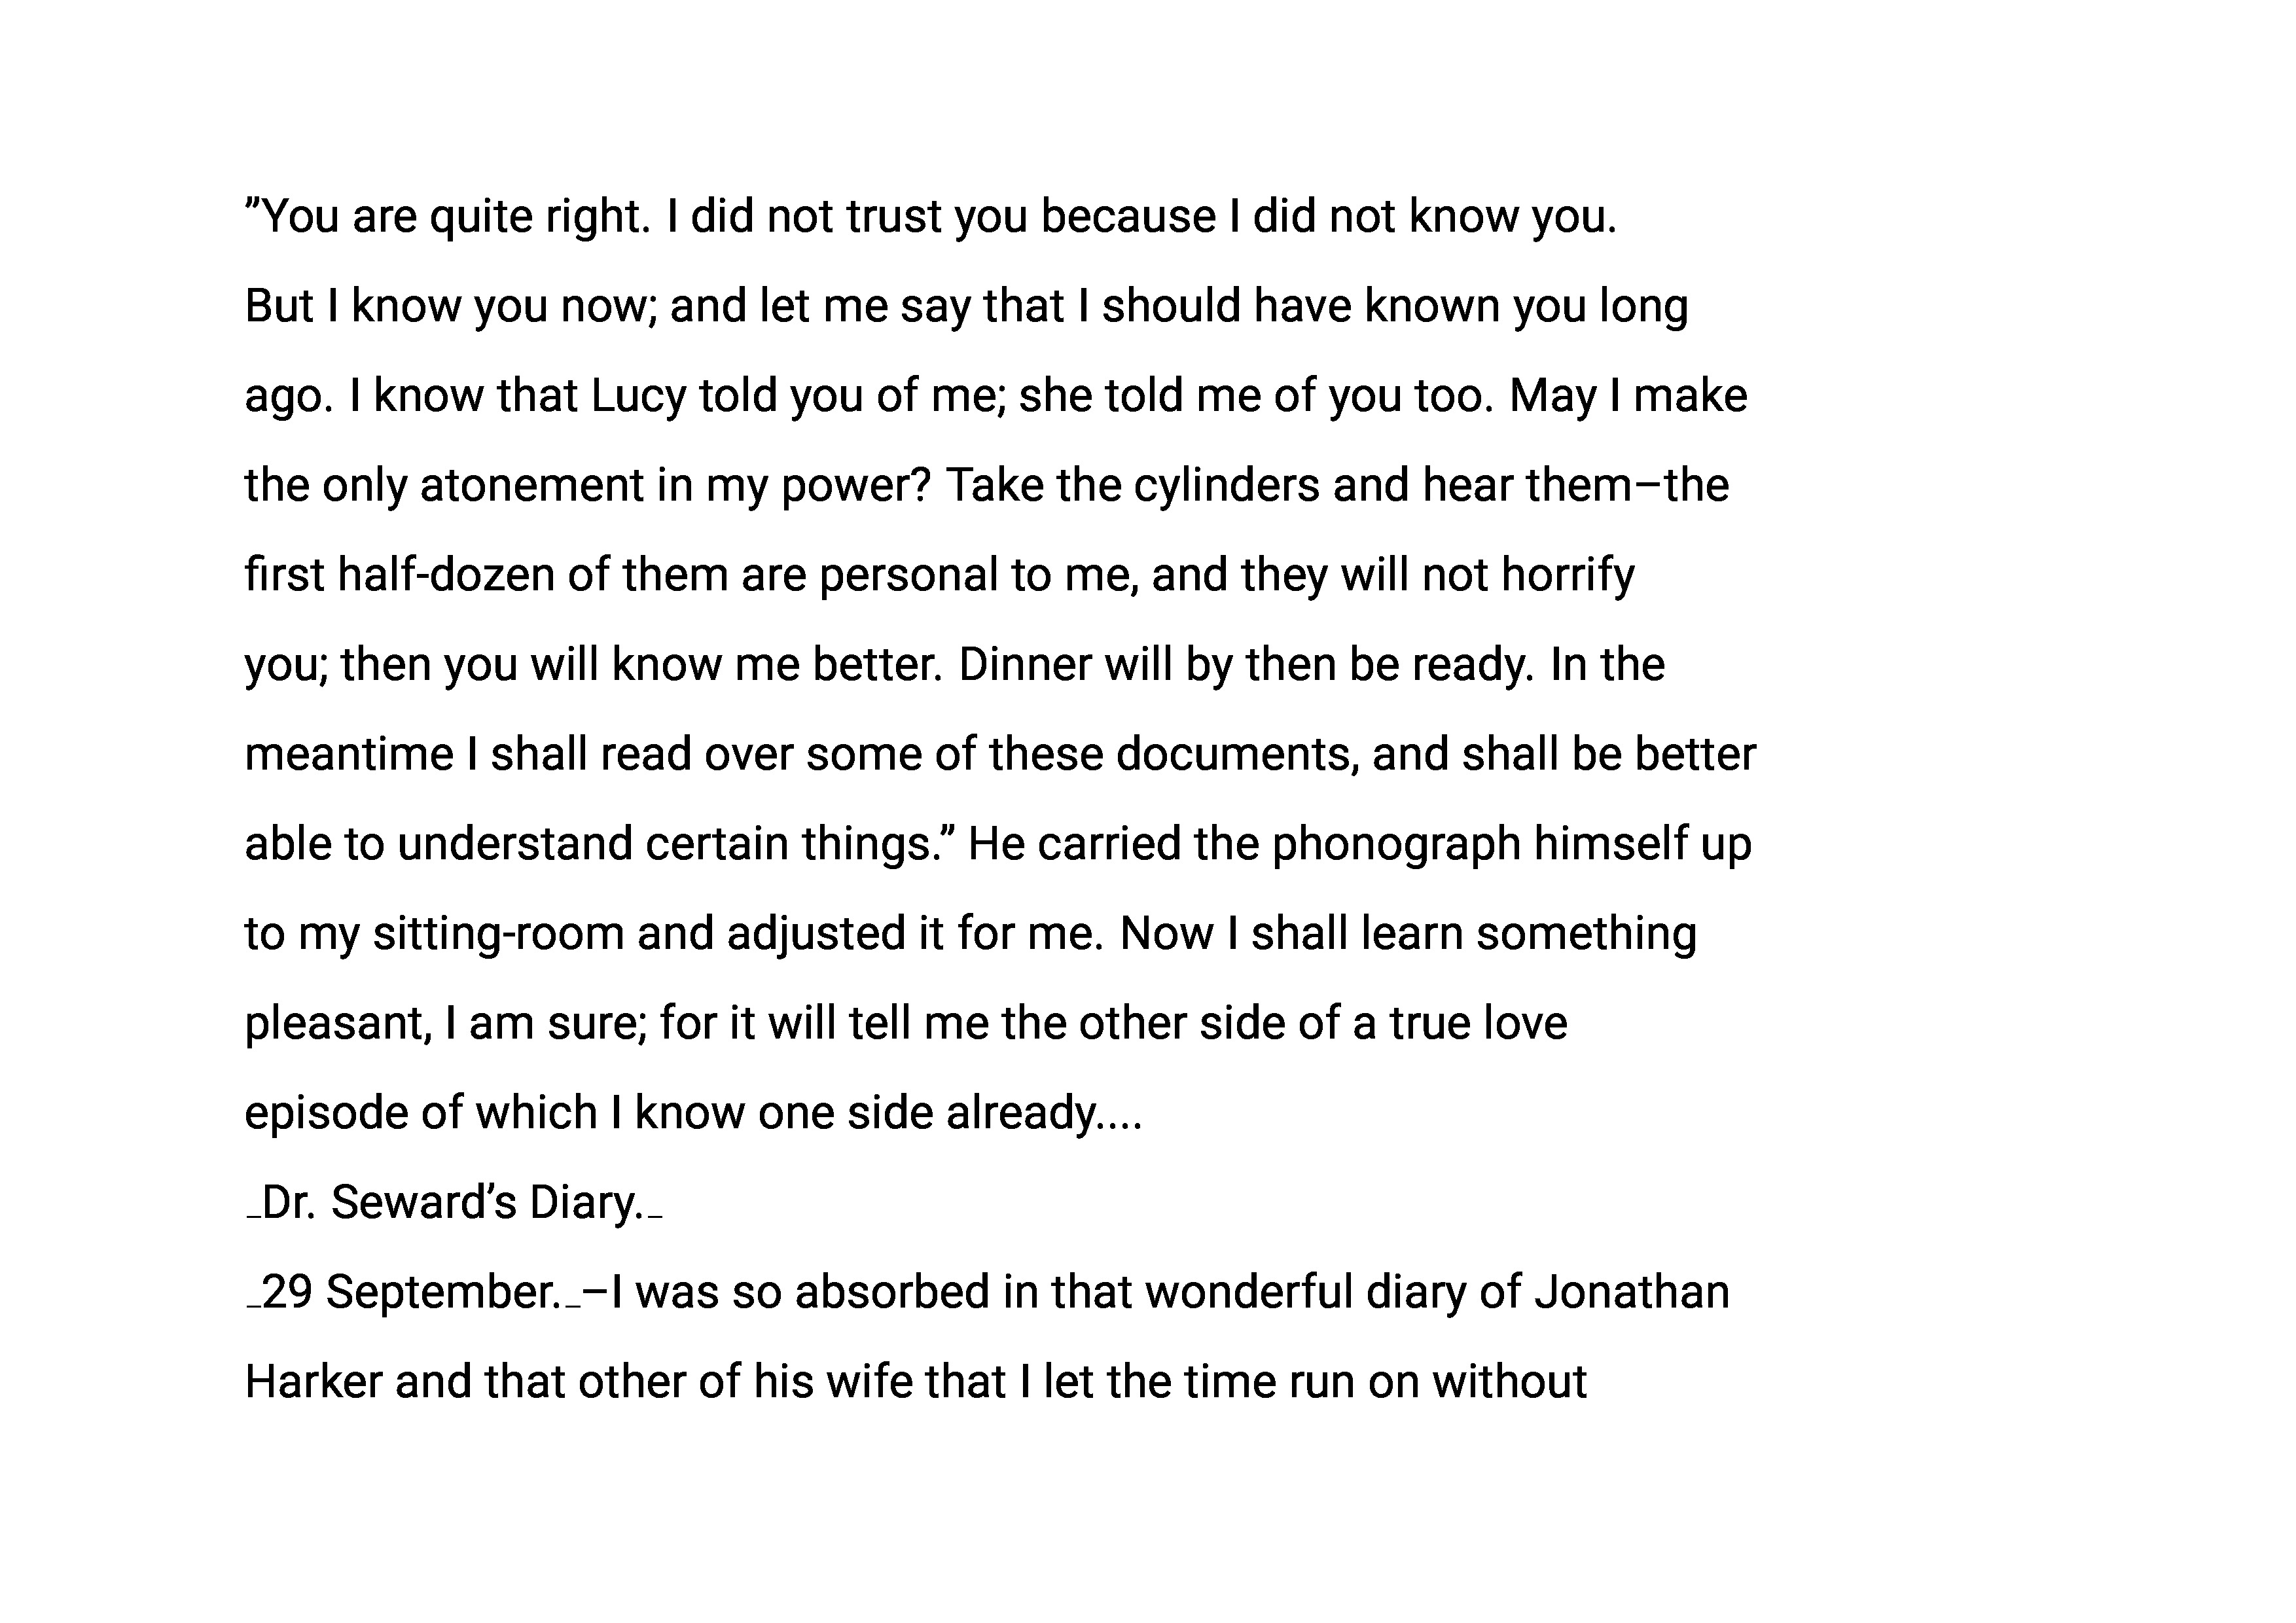 ”You are quite right. I did not trust you because I did not know you.
But I know you now; and let me say that I should have known you long
ago. I know that Lucy told you of me; she told me of you too. May I make
the only atonement in my power? Take the cylinders and hear them–the
first half-dozen of them are personal to me, and they will not horrify
you; then you will know me better. Dinner will by then be ready. In the
meantime I shall read over some of these documents, and shall be better
able to understand certain things.” He carried the phonograph himself up
to my sitting-room and adjusted it for me. Now I shall learn something
pleasant, I am sure; for it will tell me the other side of a true love
episode of which I know one side already....
_Dr. Seward’s Diary._
_29 September._–I was so absorbed in that wonderful diary of Jonathan
Harker and that other of his wife that I let the time run on without